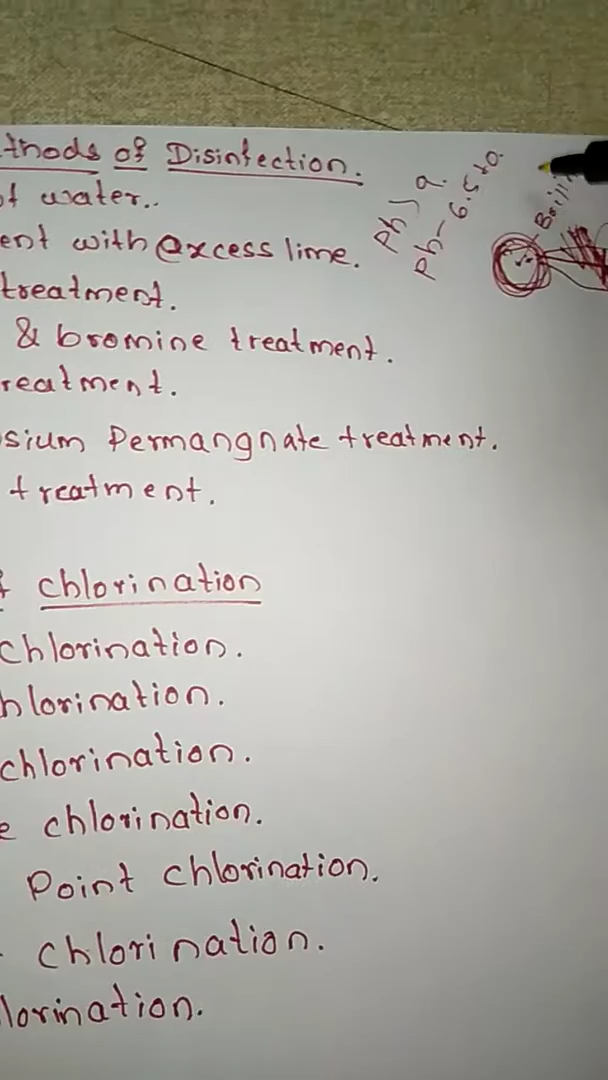 thods of Disinfection.
of water..
ent with excess lime.
treatment.
& bromine treatment.
reatment.
sium Permangnate treatment.
treatment.
chlorination
chlorination.
hlorination.
chlorination.
e chlorination.
Point chlorination.
chlorination.
lorination.
Ph) 9.
Ph- 6.5 to